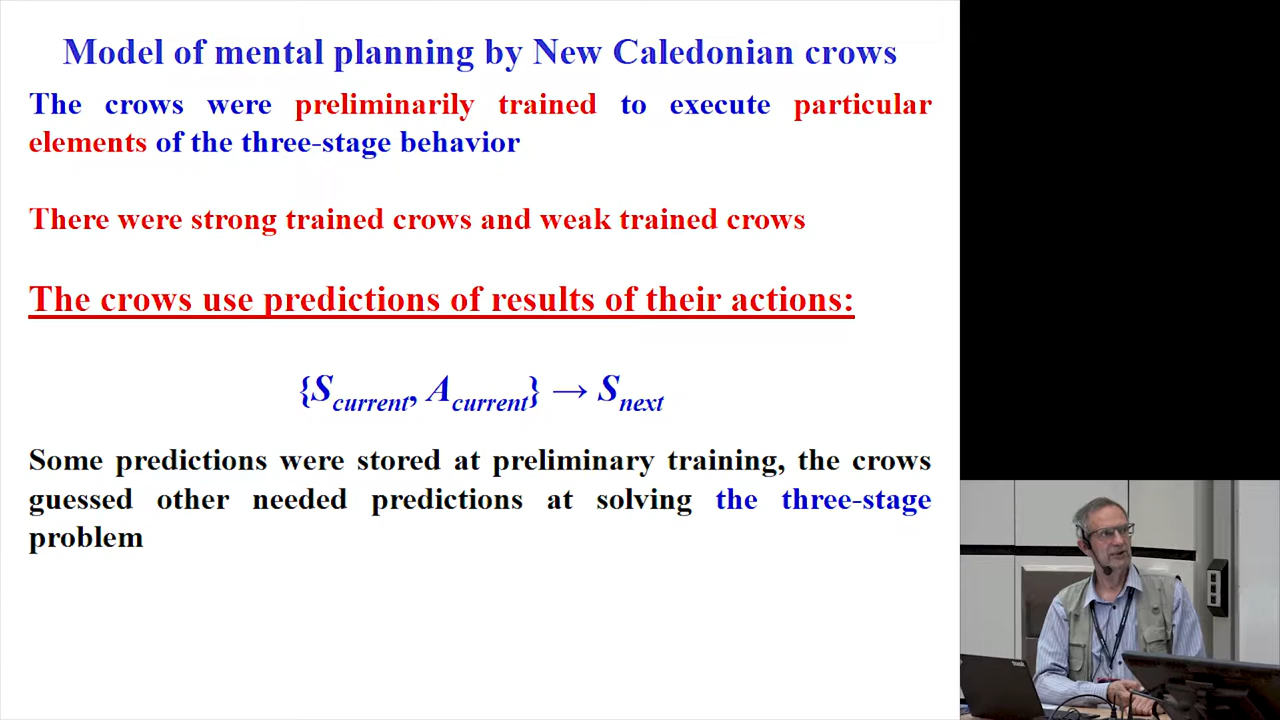 Model of mental planning by New Caledonian crows
The crows were preliminarily trained to execute particular
elements of the three-stage behavior
There were strong trained crows and weak trained crows
The crows use predictions of results of their actions:
{S_current, A_current} → S_next
Some predictions were stored at preliminary training, the crows
guessed other needed predictions at solving the three-stage
problem